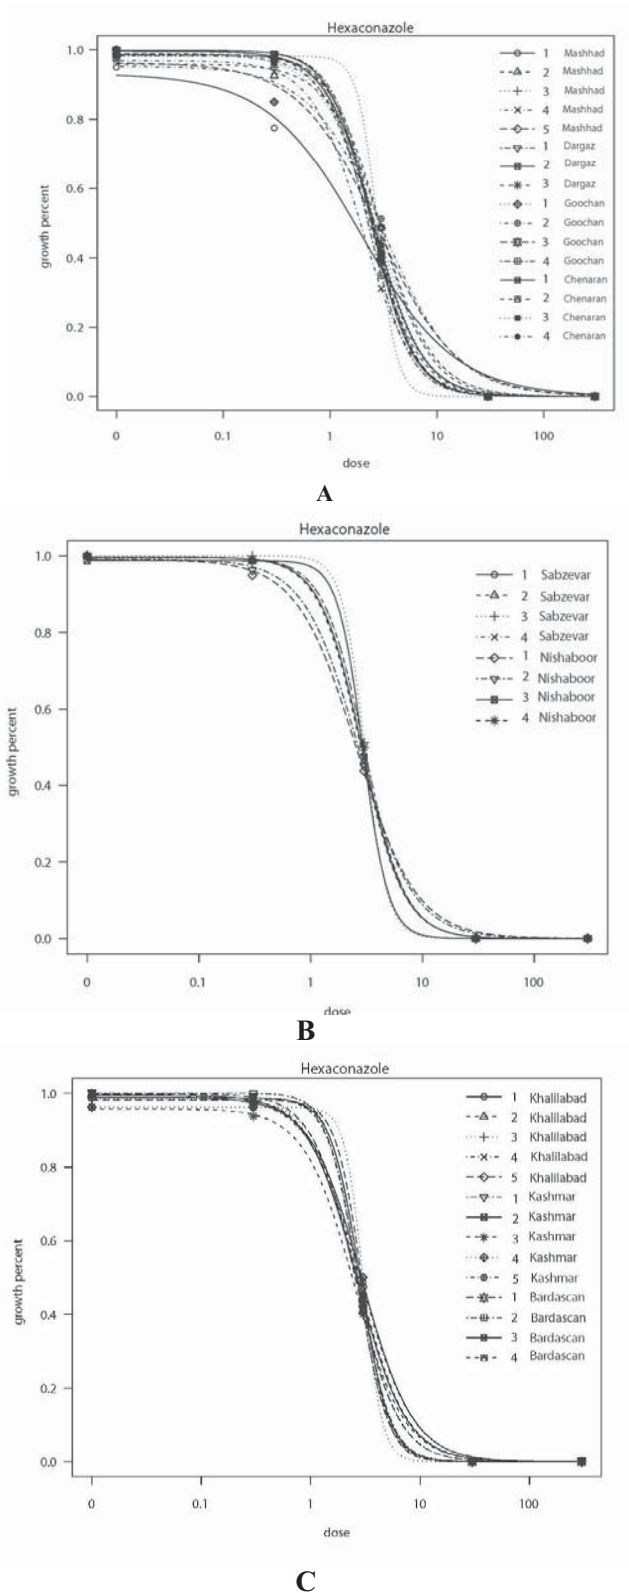 Hexaconazole
growth percent
1.0
0.8
0.6
0.4
0.2
0.0
1 Mashhad
2 Mashhad
3 Mashhad
4 Mashhad
5 Mashhad
1 Dargaz
2 Dargaz
3 Dargaz
1 Goochan
2 Goochan
3 Goochan
4 Goochan
1 Chenaran
2 Chenaran
3 Chenaran
4 Chenaran
0 0.1 1 10 100
dose
A
Hexaconazole
growth percent
1.0
0.8
0.6
0.4
0.2
0.0
1 Sabzevar
2 Sabzevar
3 Sabzevar
4 Sabzevar
1 Nishaboor
2 Nishaboor
3 Nishaboor
4 Nishaboor
0 0.1 1 10 100
dose
B
Hexaconazole
growth percent
1.0
0.8
0.6
0.4
0.2
0.0
1 Khalilabad
2 Khalilabad
3 Khalilabad
4 Khalilabad
5 Khalilabad
1 Kashmar
2 Kashmar
3 Kashmar
4 Kashmar
5 Kashmar
1 Bardascan
2 Bardascan
3 Bardascan
4 Bardascan
0 0.1 1 10 100
dose
C